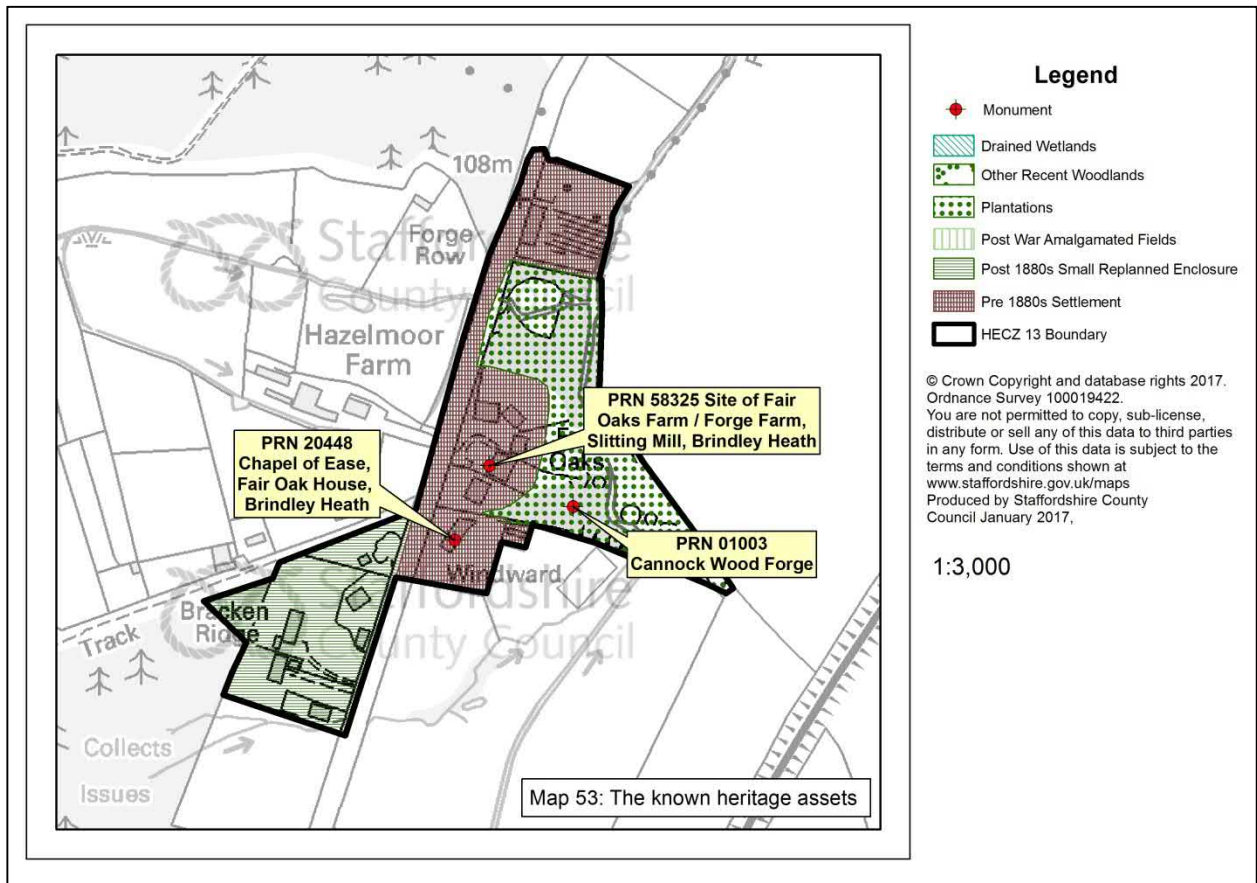 108m
Forge
Row
Staffordshire
County Council
Hazelmoor
Farm
PRN 58325 Site of Fair
Oaks Farm / Forge Farm,
Slitting Mill, Brindley Heath
PRN 20448
Chapel of Ease,
Fair Oak House,
Brindley Heath
Oaks
PRN 01003
Cannock Wood Forge
Windward
Staffordshire
County Council
Bracken
Ridge
Track
Collects
Issues
Map 53: The known heritage assets
Legend
Monument
Drained Wetlands
Other Recent Woodlands
Plantations
Post War Amalgamated Fields
Post 1880s Small Replanned Enclosure
Pre 1880s Settlement
HECZ 13 Boundary
© Crown Copyright and database rights 2017.
Ordnance Survey 100019422.
You are not permitted to copy, sub-license,
distribute or sell any of this data to third parties
in any form. Use of this data is subject to the
terms and conditions shown at
www.staffordshire.gov.uk/maps
Produced by Staffordshire County
Council January 2017,
1:3,000